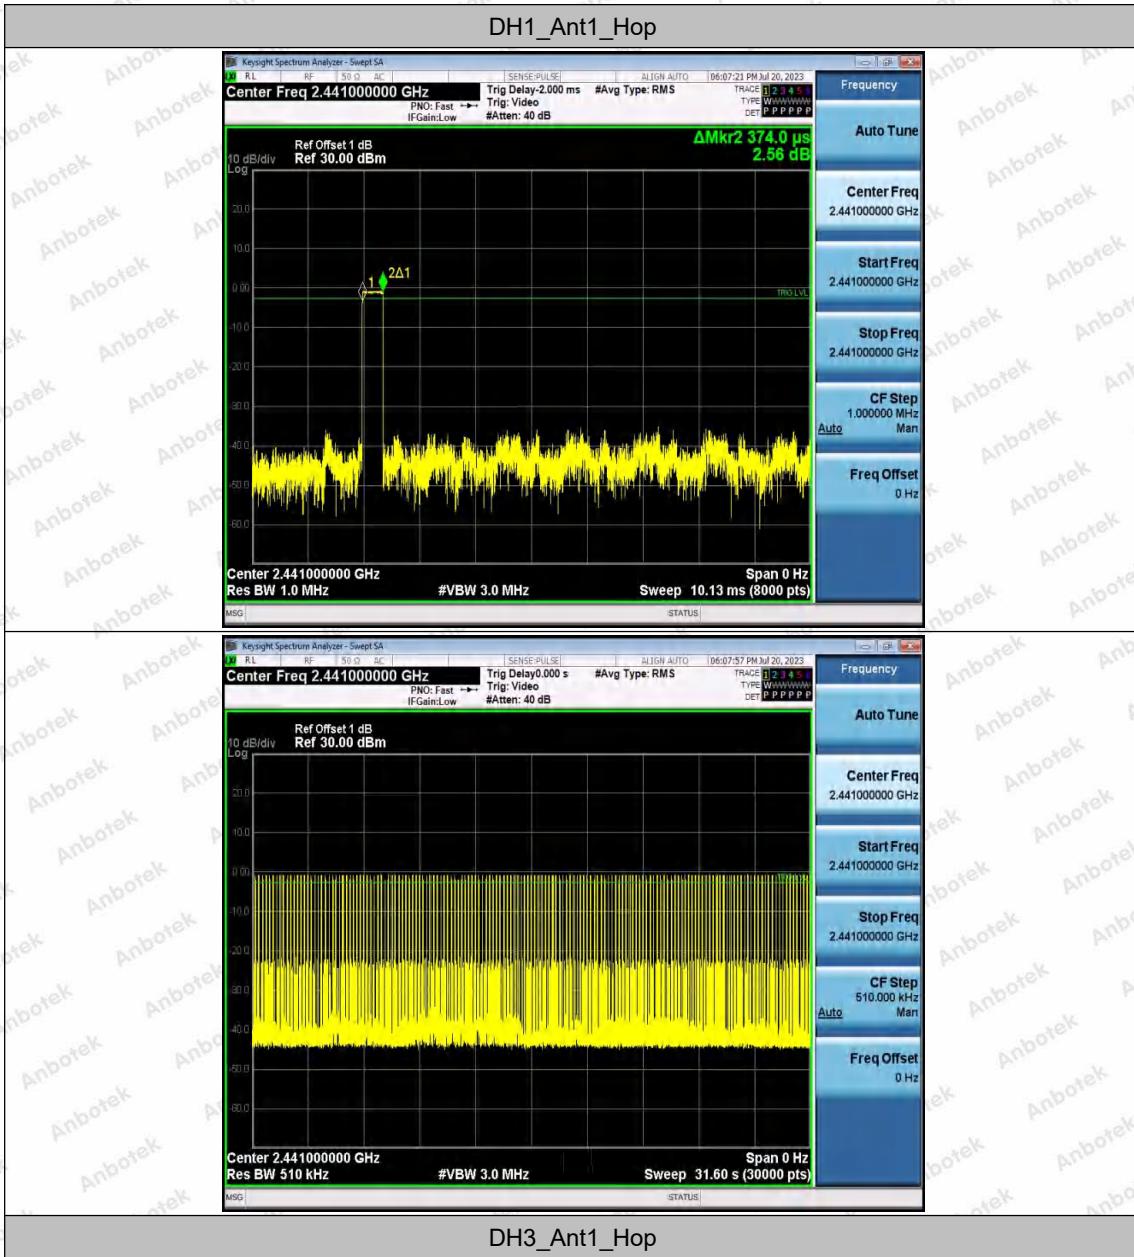 DH1_Ant1_Hop
Keysight Spectrum Analyzer - Swept SA
RL RF 50 Ω AC SENSE:PULSE ALIGN AUTO 06:07:21 PM Jul 20, 2023
Center Freq 2.441000000 GHz
PNO: Fast
IFGain:Low
Trig Delay-2.000 ms
Trig: Video
#Atten: 40 dB
#Avg Type: RMS
TRACE 1 2 3 4 5 6
TYPE W
DET P P P P P P
Frequency
Auto Tune
Center Freq
2.441000000 GHz
Start Freq
2.441000000 GHz
Stop Freq
2.441000000 GHz
CF Step
1.000000 MHz
Auto Man
Freq Offset
0 Hz
ΔMkr2 374.0 µs
2.56 dB
Ref Offset 1 dB
10 dB/div Ref 30.00 dBm
Log
20.0
10.0
0.00
-10.0
-20.0
-30.0
-40.0
-50.0
-60.0
1
2Δ1
TRIG LVL
Center 2.441000000 GHz Span 0 Hz
Res BW 1.0 MHz #VBW 3.0 MHz Sweep 10.13 ms (8000 pts)
MSG STATUS
Keysight Spectrum Analyzer - Swept SA
RL RF 50 Ω AC SENSE:PULSE ALIGN AUTO 06:07:57 PM Jul 20, 2023
Center Freq 2.441000000 GHz
PNO: Fast
IFGain:Low
Trig Delay0.000 s
Trig: Video
#Atten: 40 dB
#Avg Type: RMS
TRACE 1 2 3 4 5 6
TYPE W
DET P P P P P P
Frequency
Auto Tune
Center Freq
2.441000000 GHz
Start Freq
2.441000000 GHz
Stop Freq
2.441000000 GHz
CF Step
510.000 kHz
Auto Man
Freq Offset
0 Hz
Ref Offset 1 dB
10 dB/div Ref 30.00 dBm
Log
20.0
10.0
0.00
-10.0
-20.0
-30.0
-40.0
-50.0
-60.0
Center 2.441000000 GHz Span 0 Hz
Res BW 510 kHz #VBW 3.0 MHz Sweep 31.60 s (30000 pts)
MSG STATUS
DH3_Ant1_Hop
Anbotek